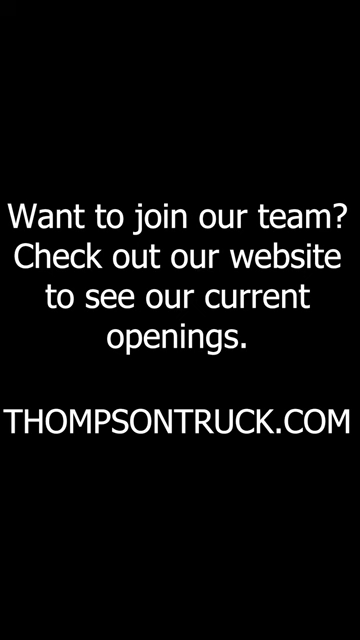 Want to join our team?
Check out our website
to see our current
openings.
THOMPSONTRUCK.COM